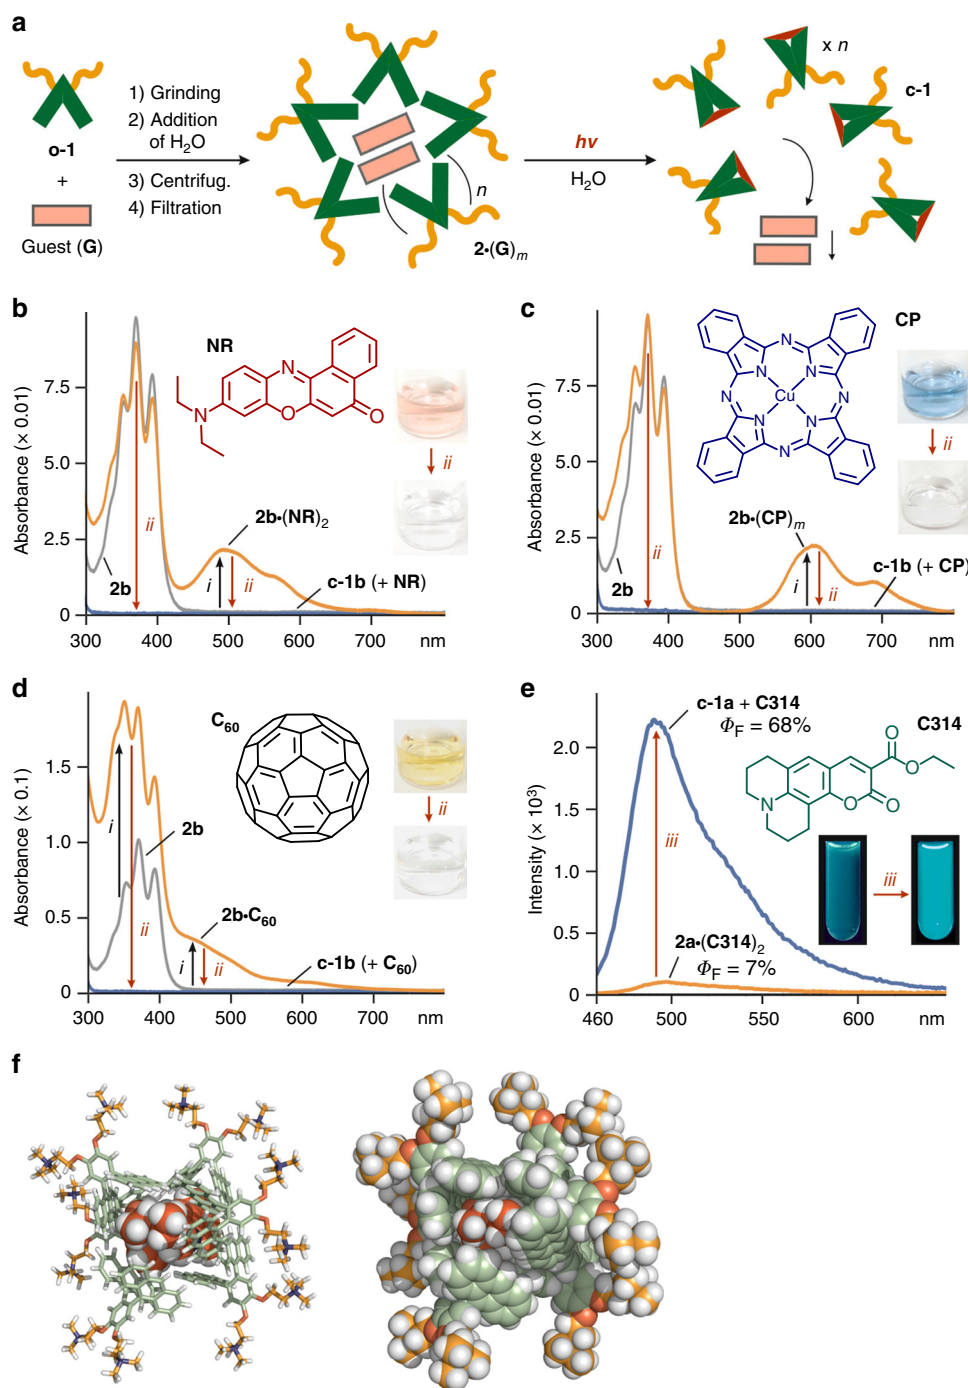 a
o-1
+
Guest (G)
1) Grinding
2) Addition
of H2O
3) Centrifug.
4) Filtration
n
2•(G)m
hν
H2O
x n
c-1
b
Absorbance (× 0.01)
7.5
5.0
2.5
0
300
400
500
600
700
nm
NR
N
N
O
O
ii
ii
2b
2b•(NR)2
i
ii
c-1b (+ NR)
c
Absorbance (× 0.01)
7.5
5.0
2.5
0
300
400
500
600
700
nm
CP
N
N
N
N
N
N
N
N
Cu
ii
ii
2b
2b•(CP)m
i
ii
c-1b (+ CP)
d
Absorbance (× 0.1)
1.5
1.0
0.5
0
300
400
500
600
700
nm
C60
ii
i
ii
2b
2b•C60
i
ii
c-1b (+ C60)
e
Intensity (× 10³)
2.0
1.5
1.0
0.5
0
460
500
550
600
nm
c-1a + C314
ΦF = 68%
C314
O
O
N
O
O
iii
iii
2a•(C314)2
ΦF = 7%
f